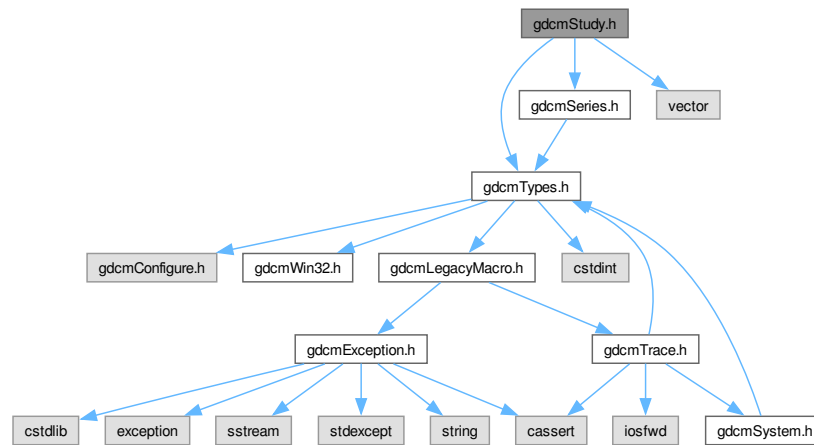 gdcmStudy.h
gdcmSeries.h
vector
gdcmTypes.h
gdcmConfigure.h
gdcmWin32.h
gdcmLegacyMacro.h
cstdint
gdcmException.h
gdcmTrace.h
cstdlib
exception
sstream
stdexcept
string
cassert
iosfwd
gdcmSystem.h